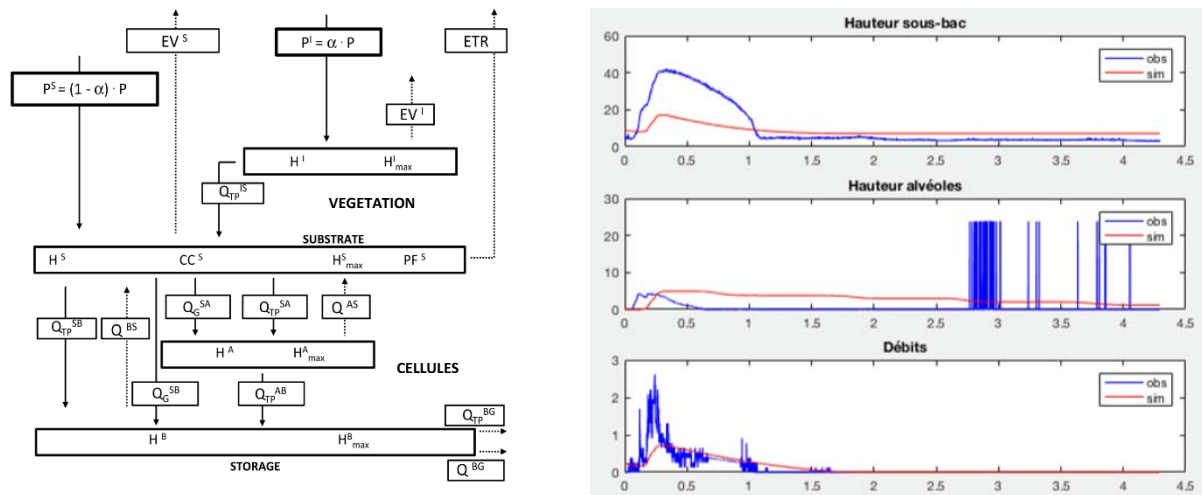 EV S
P I = α · P
ETR
P S = (1 - α) · P
EV I
H I H I max
Q TP IS
VEGETATION
SUBSTRATE
H S CC S H S max PF S
Q G SA Q TP SA Q AS
Q TP SB Q BS
H A H A max
CELLULES
Q G SB Q TP AB
Q TP BG
H B H B max
STORAGE
Q BG
Hauteur sous-bac
60
40
20
0
obs
sim
0 0.5 1 1.5 2 2.5 3 3.5 4 4.5
Hauteur alvéoles
30
20
10
0
obs
sim
0 0.5 1 1.5 2 2.5 3 3.5 4 4.5
Débits
3
2
1
0
obs
sim
0 0.5 1 1.5 2 2.5 3 3.5 4 4.5